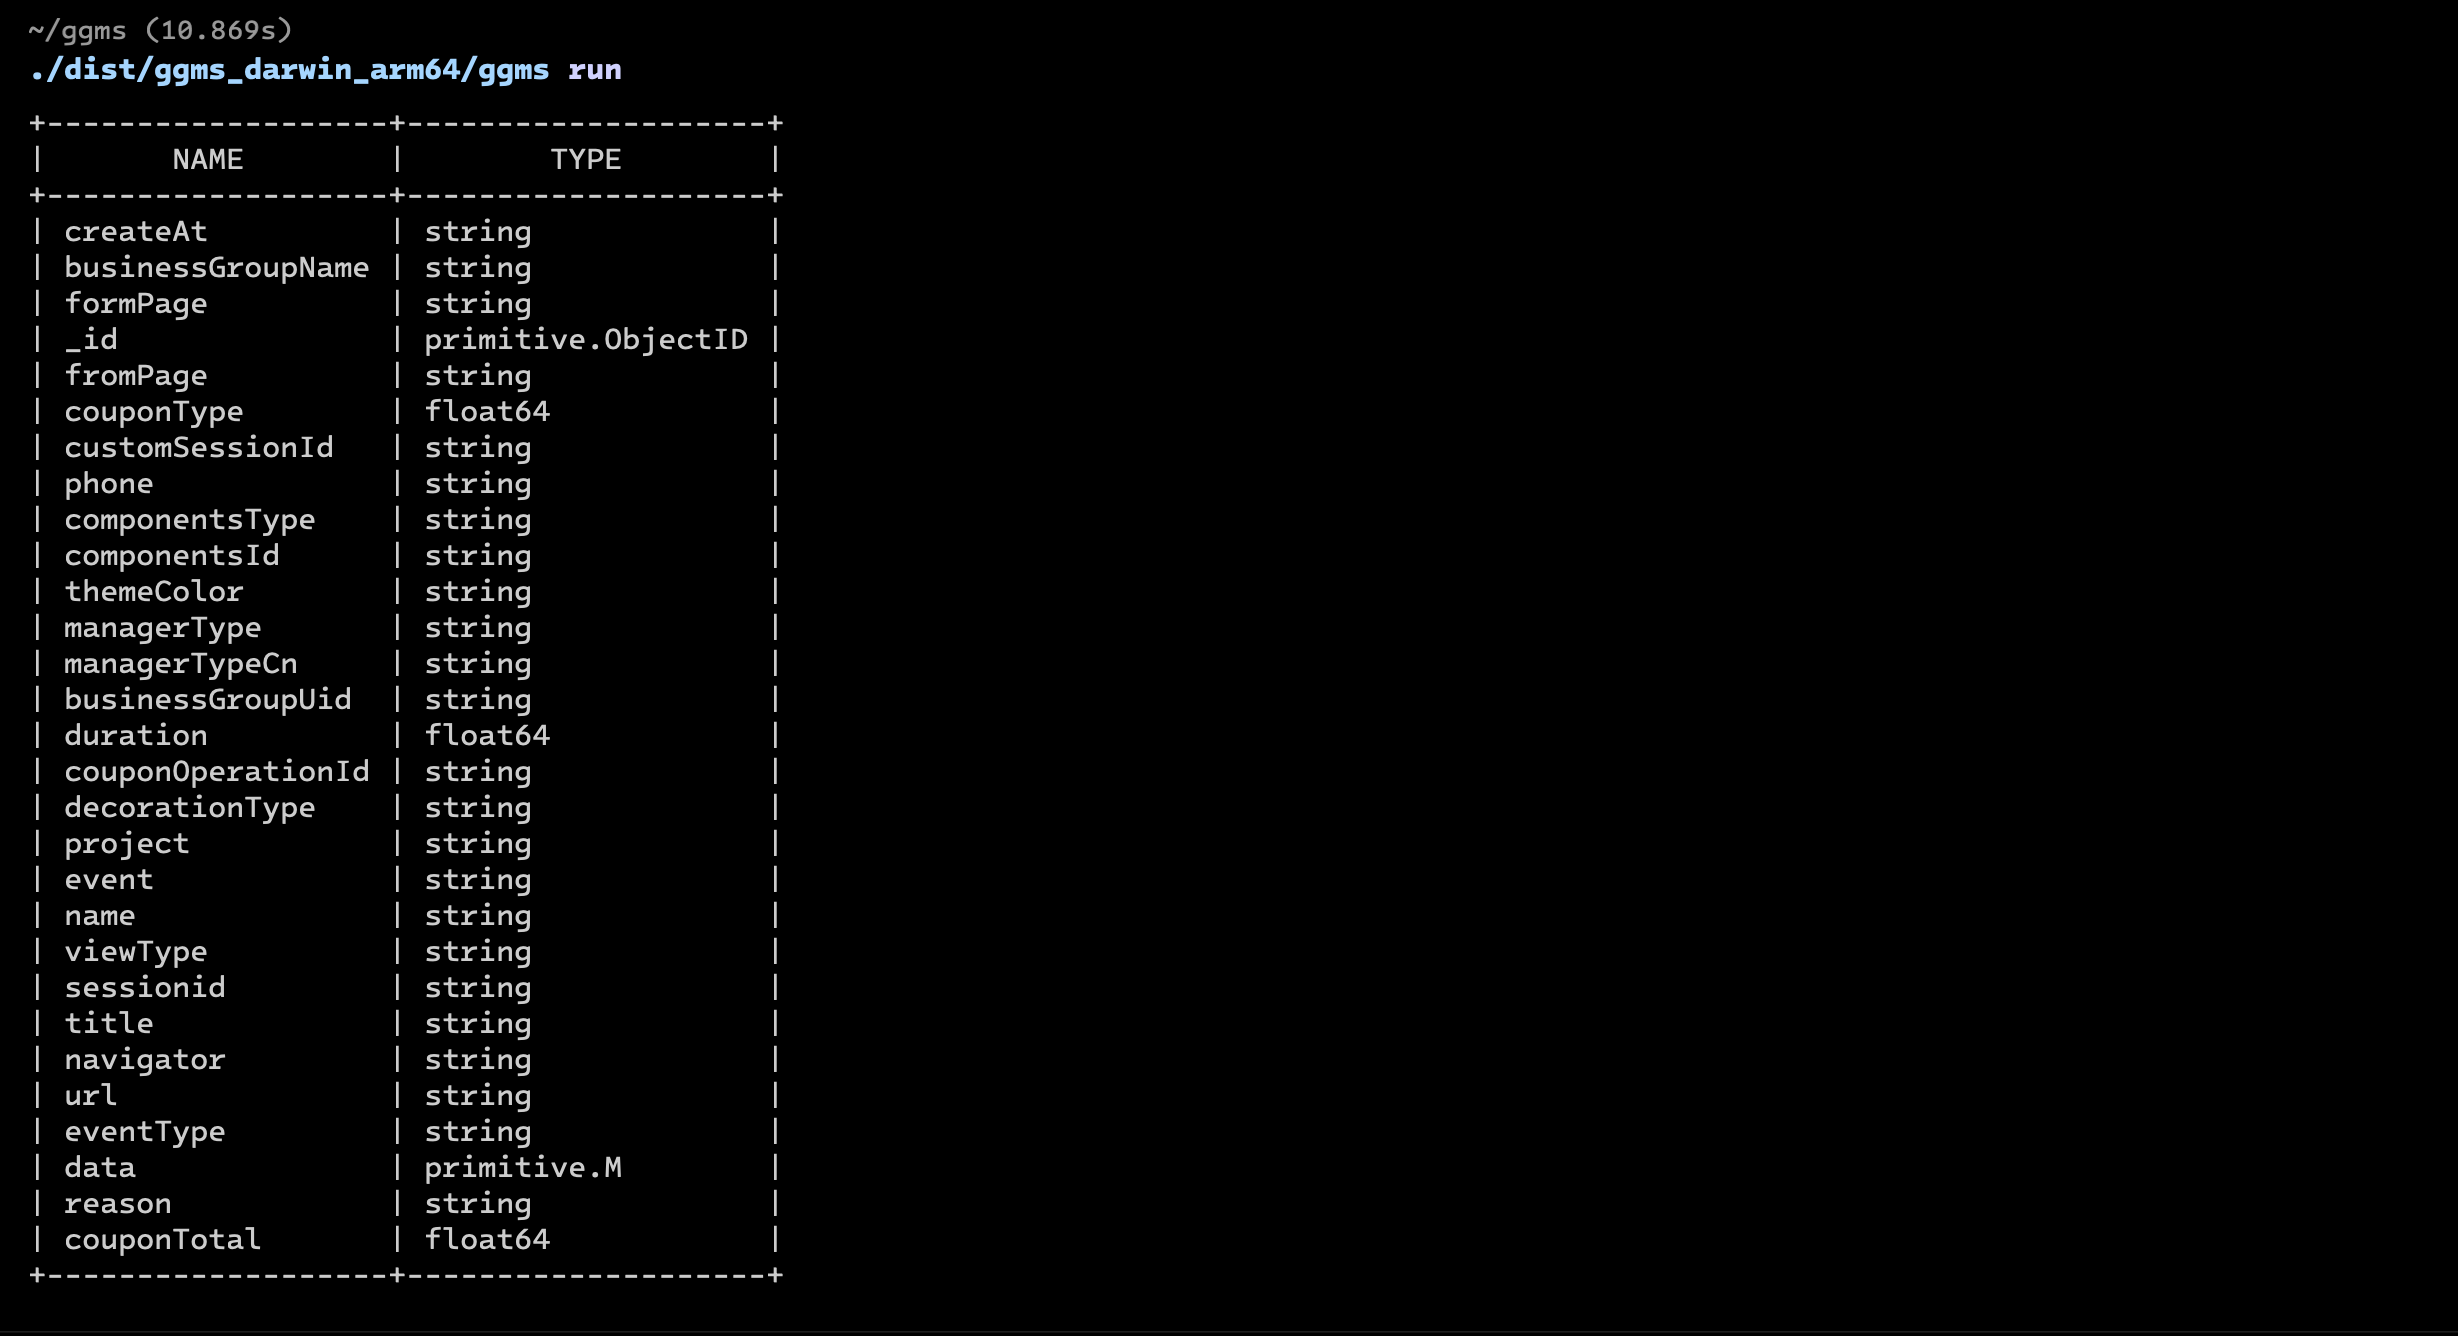 ~/ggms (10.869s)
./dist/ggms_darwin_arm64/ggms run
+-------------------+--------------------+
|       NAME        |        TYPE        |
+-------------------+--------------------+
| createAt          | string             |
| businessGroupName | string             |
| formPage          | string             |
| _id               | primitive.ObjectID |
| fromPage          | string             |
| couponType        | float64            |
| customSessionId   | string             |
| phone             | string             |
| componentsType    | string             |
| componentsId      | string             |
| themeColor        | string             |
| managerType       | string             |
| managerTypeCn     | string             |
| businessGroupUid  | string             |
| duration          | float64            |
| couponOperationId | string             |
| decorationType    | string             |
| project           | string             |
| event             | string             |
| name              | string             |
| viewType          | string             |
| sessionid         | string             |
| title             | string             |
| navigator         | string             |
| url               | string             |
| eventType         | string             |
| data              | primitive.M        |
| reason            | string             |
| couponTotal       | float64            |
+-------------------+--------------------+